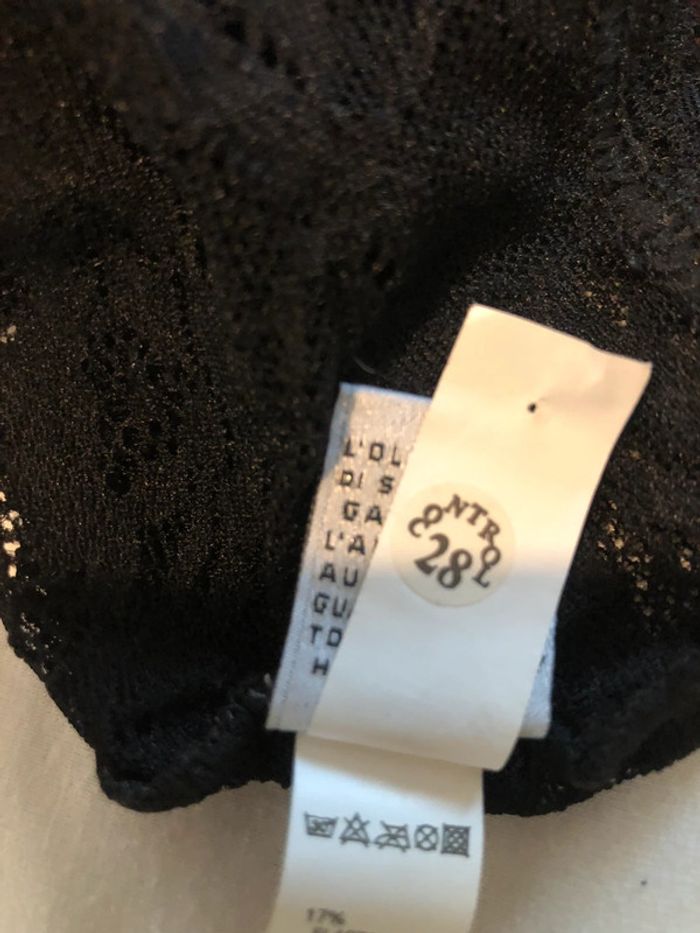 L'OL
DI S
GA
L'A
AU
GU
TO
H
CONTROL
28
17%